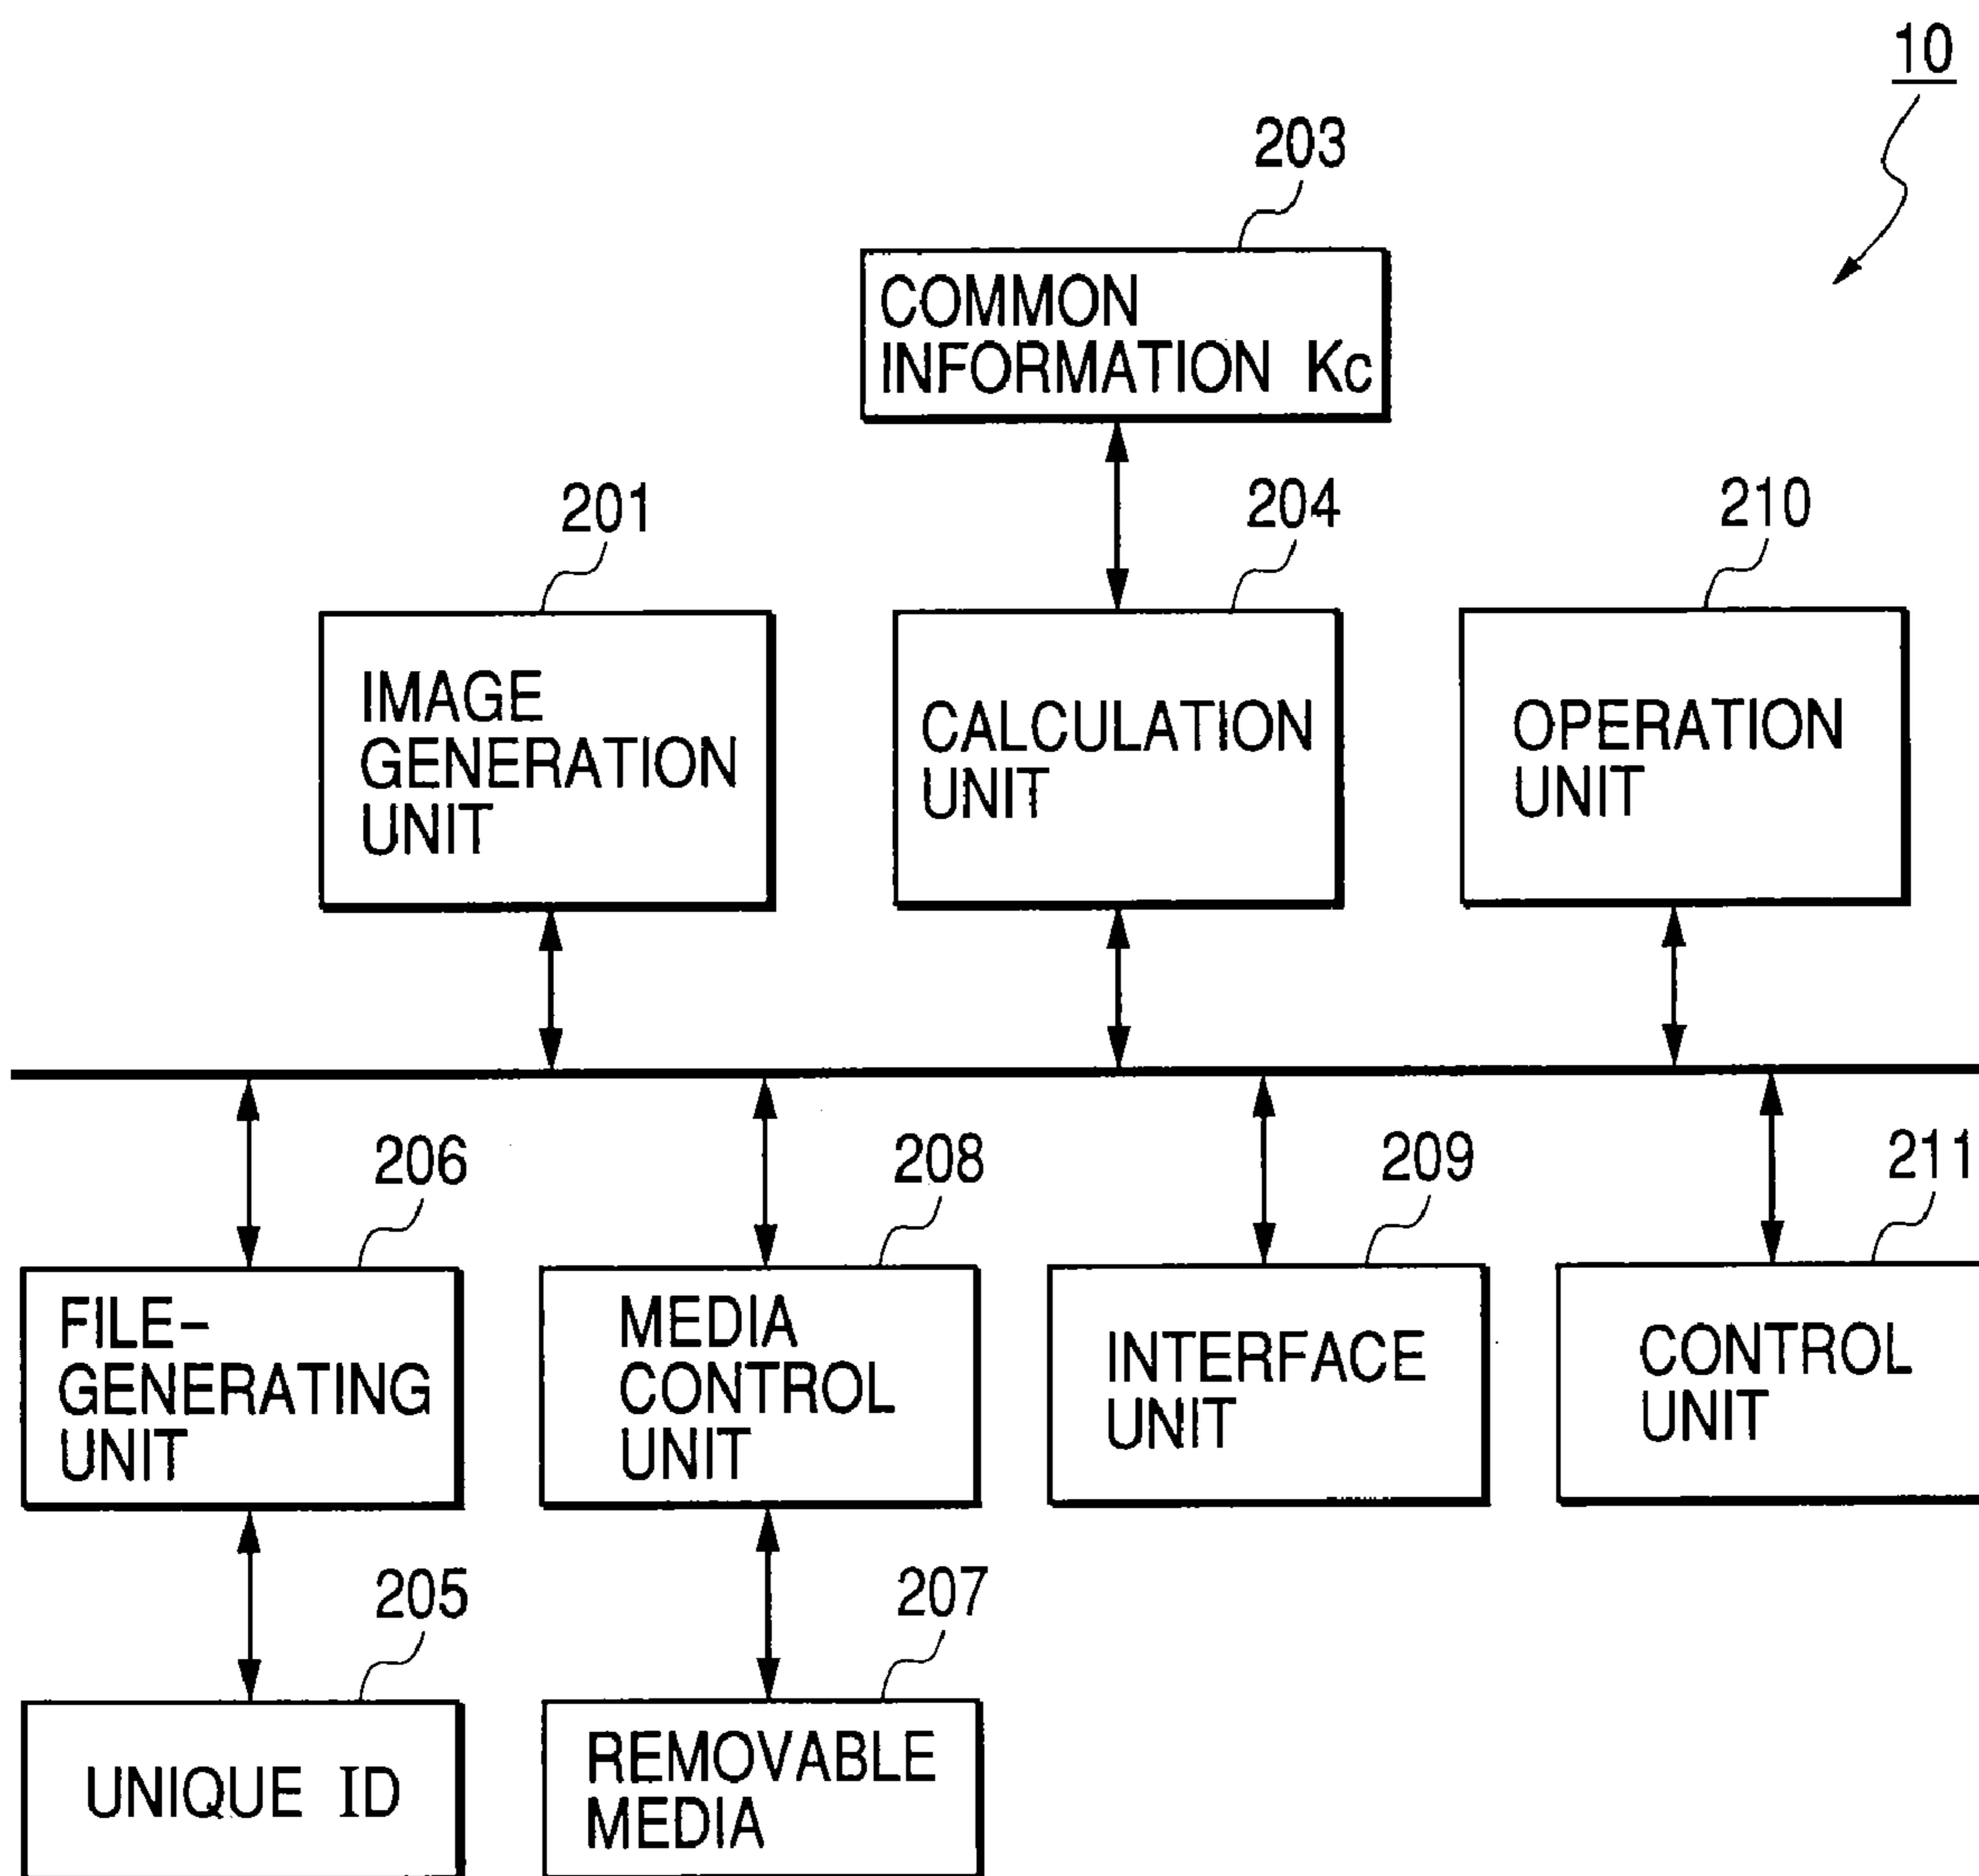 10
203
COMMON
INFORMATION Kc
201
204
210
IMAGE
GENERATION
UNIT
CALCULATION
UNIT
OPERATION
UNIT
206
208
209
211
FILE-
GENERATING
UNIT
MEDIA
CONTROL
UNIT
INTERFACE
UNIT
CONTROL
UNIT
205
207
UNIQUE ID
REMOVABLE
MEDIA